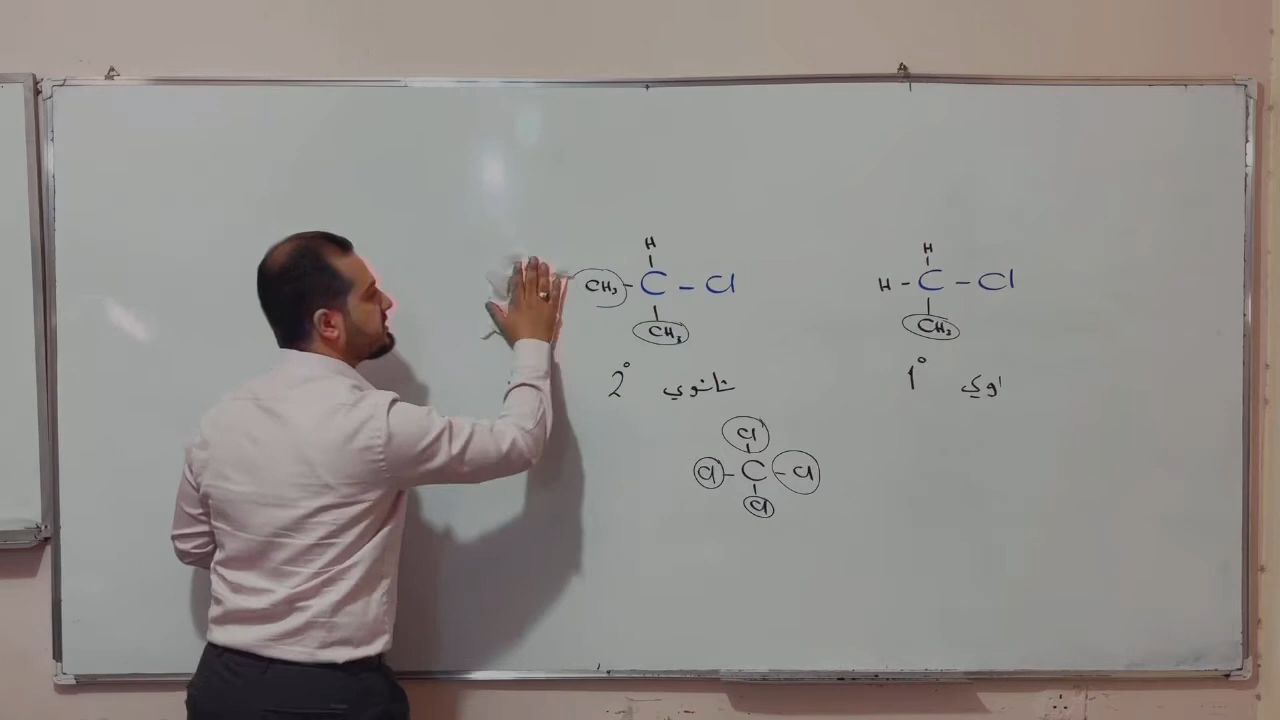 H
CH₃ - C - Cl
CH₃
2° ثانوي
H
H - C - Cl
CH₃
1° اولي
Cl
Cl - C - Cl
Cl